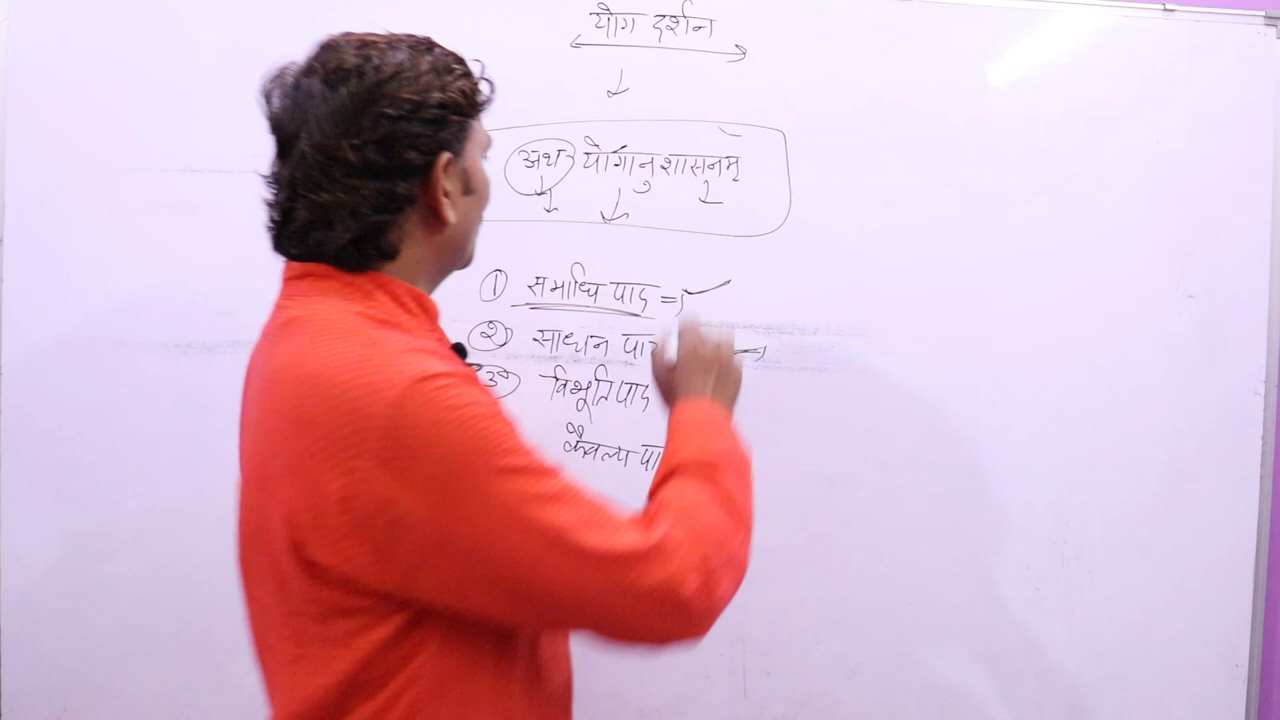 योग दर्शन
अथ योगानुशासनम्
① समाधि पाद =>
② साधन पा
③ विभूति पाद
कैवल्य पा